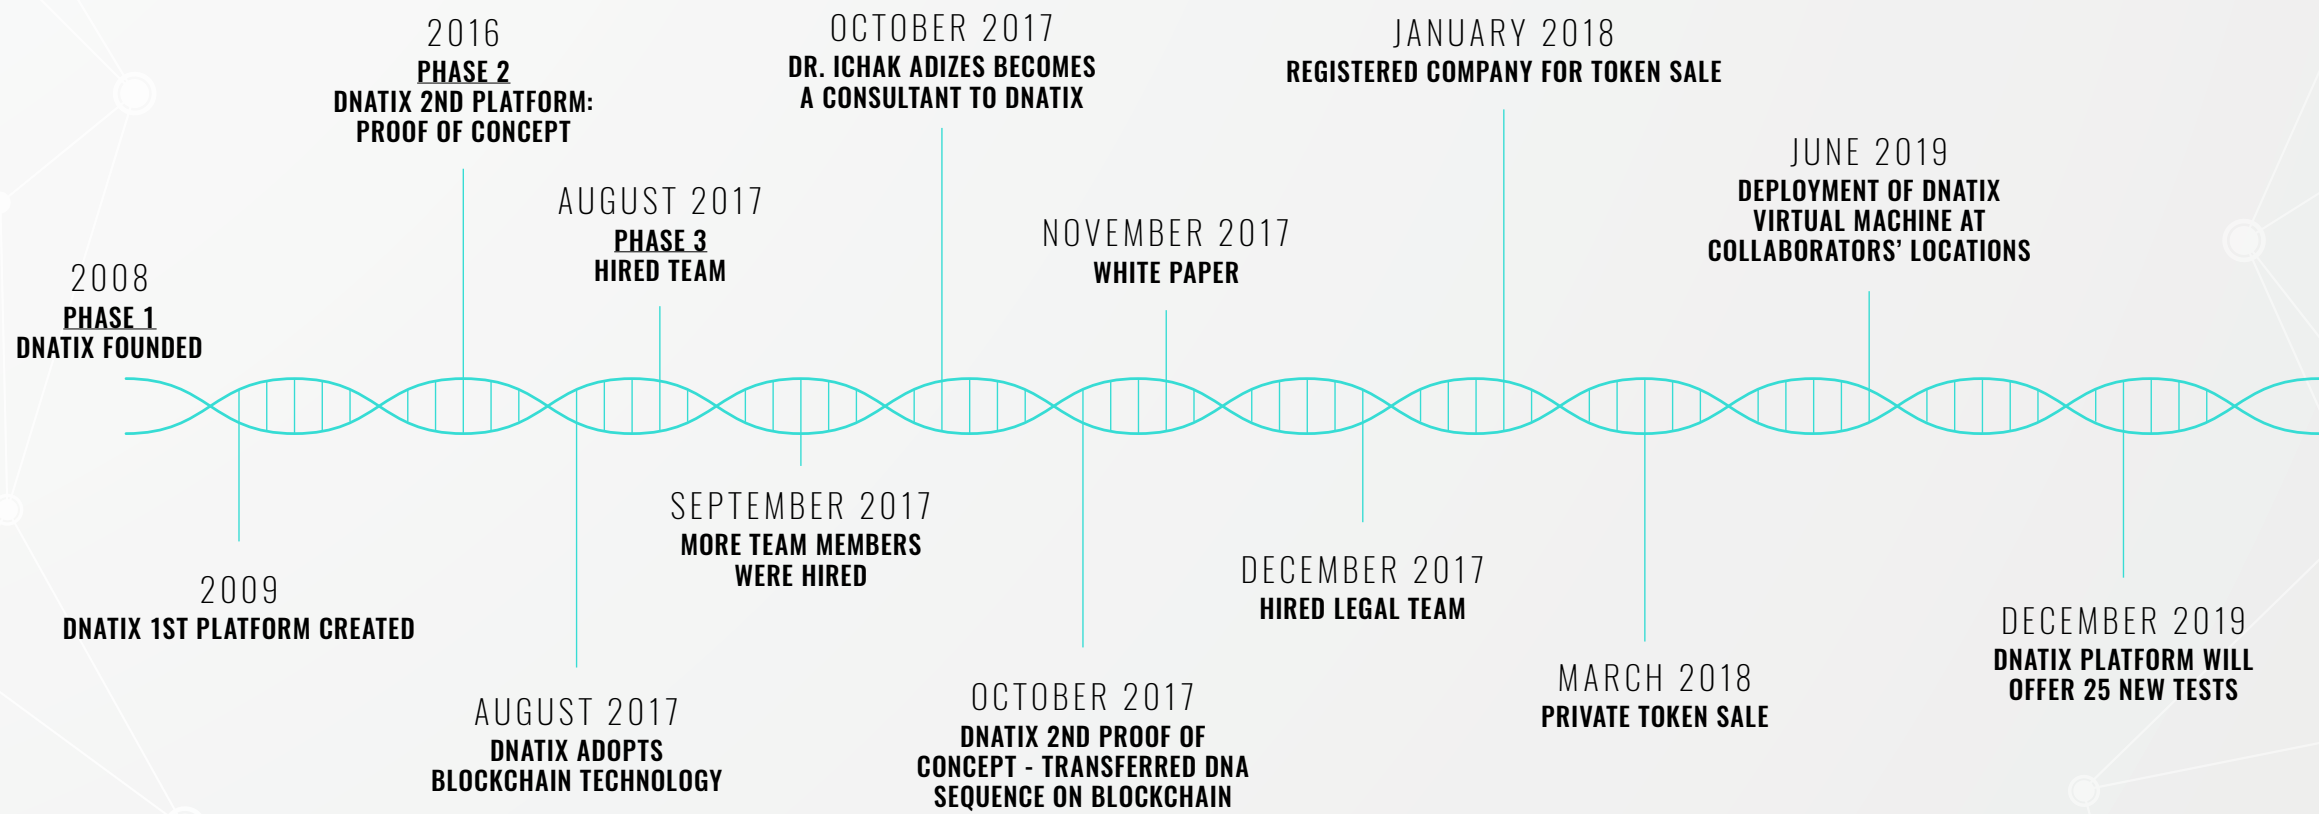 2008
PHASE 1
DNATIX FOUNDED
2009
DNATIX 1ST PLATFORM CREATED
2016
PHASE 2
DNATIX 2ND PLATFORM:
PROOF OF CONCEPT
AUGUST 2017
DNATIX ADOPTS
BLOCKCHAIN TECHNOLOGY
AUGUST 2017
PHASE 3
HIRED TEAM
SEPTEMBER 2017
MORE TEAM MEMBERS
WERE HIRED
OCTOBER 2017
DR. ICHAK ADIZES BECOMES
A CONSULTANT TO DNATIX
OCTOBER 2017
DNATIX 2ND PROOF OF
CONCEPT - TRANSFERRED DNA
SEQUENCE ON BLOCKCHAIN
NOVEMBER 2017
WHITE PAPER
DECEMBER 2017
HIRED LEGAL TEAM
JANUARY 2018
REGISTERED COMPANY FOR TOKEN SALE
MARCH 2018
PRIVATE TOKEN SALE
JUNE 2019
DEPLOYMENT OF DNATIX
VIRTUAL MACHINE AT
COLLABORATORS’ LOCATIONS
DECEMBER 2019
DNATIX PLATFORM WILL
OFFER 25 NEW TESTS